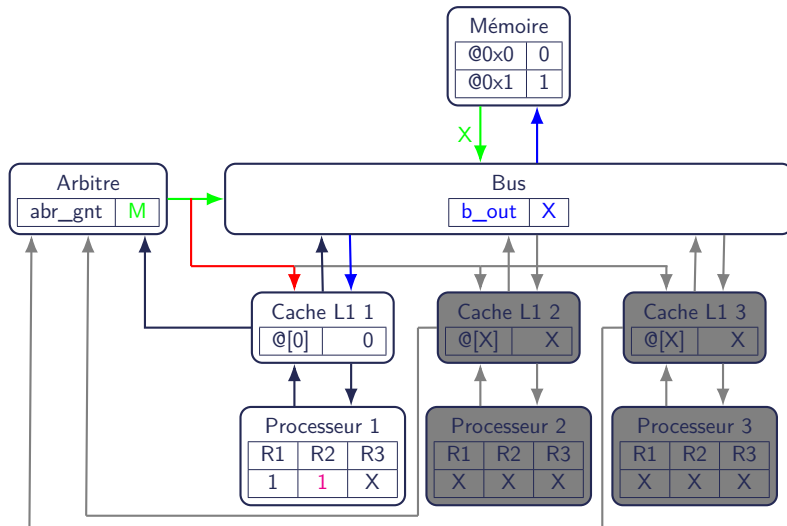 Mémoire
@0x0 0
@0x1 1
X
Arbitre
abr_gnt M
Bus
b_out X
Cache L1 1
@[0] 0
Cache L1 2
@[X] X
Cache L1 3
@[X] X
Processeur 1
R1 R2 R3
1 1 X
Processeur 2
R1 R2 R3
X X X
Processeur 3
R1 R2 R3
X X X